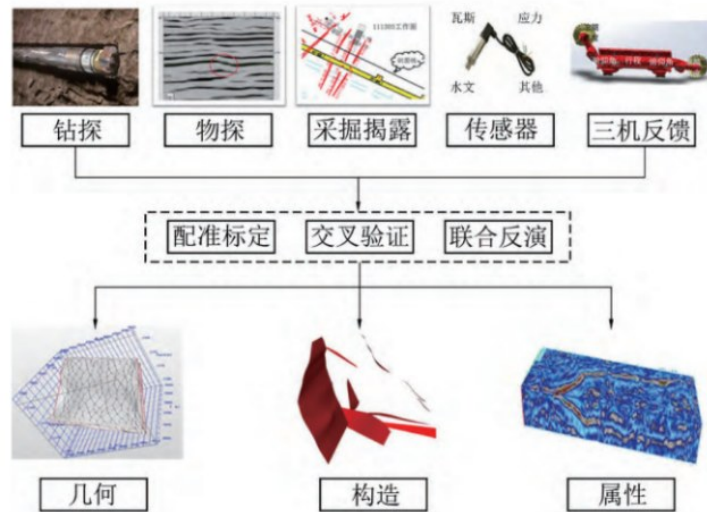 瓦斯 应力
水文 其他
钻探 物探 采掘揭露 传感器 三机反馈
配准标定 交叉验证 联合反演
几何 构造 属性